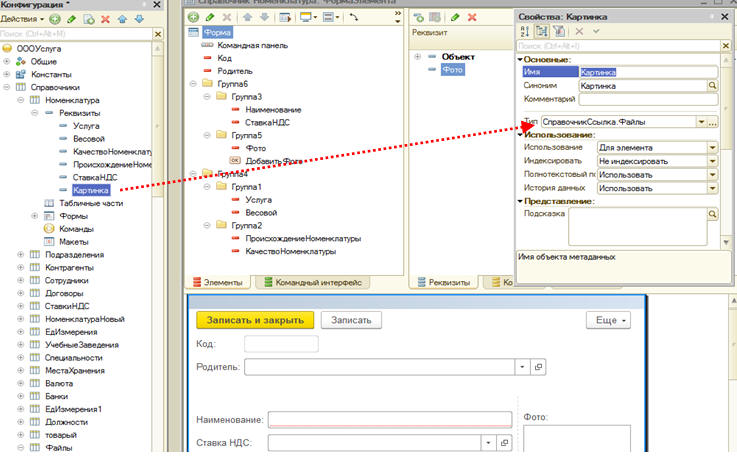 Конфигурация *
Действия
Поиск (Ctrl+Alt+M)
ОООУслуга
Общие
Константы
Справочники
Номенклатура
Реквизиты
Услуга
Весовой
КачествоНоменклат
ПроисхождениеНом
СтавкаНДС
Картинка
Табличные части
Формы
Команды
Макеты
Подразделения
Контрагенты
Сотрудники
Договоры
СтавкиНДС
НоменклатураНовый
ЕдИзмерения
УчебныеЗаведения
Специальности
МестаХранения
Валюта
Банки
ЕдИзмерения1
Должности
товарый
Файлы
Справочник Номенклатура: ФормаЭлемента
Форма
Командная панель
Код
Родитель
Группа6
Группа3
Наименование
СтавкаНДС
Группа5
Фото
ДобавитьФото
Группа4
Группа1
Услуга
Весовой
Группа2
ПроисхождениеНоменклатуры
КачествоНоменклатуры
Элементы
Командный интерфейс
Реквизит
Объект
Фото
Реквизиты
Ко
Свойства: Картинка
Поиск (Ctrl+Alt+I)
Основные:
Имя Картинка
Синоним Картинка
Комментарий
Тип СправочникСсылка.Файлы
Использование:
Использование Для элемента
Индексировать Не индексировать
Полнотекстовый по Использовать
История данных Использовать
Представление:
Подсказка
Имя объекта метаданных
Записать и закрыть Записать Еще
Код:
Родитель:
Наименование: Фото:
Ставка НДС: